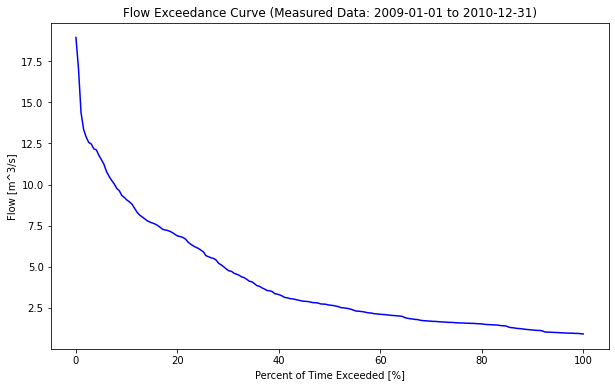 Flow Exceedance Curve (Measured Data: 2009-01-01 to 2010-12-31)
17.5
15.0
12.5
10.0
7.5
5.0
2.5
Flow [m^3/s]
0 20 40 60 80 100
Percent of Time Exceeded [%]